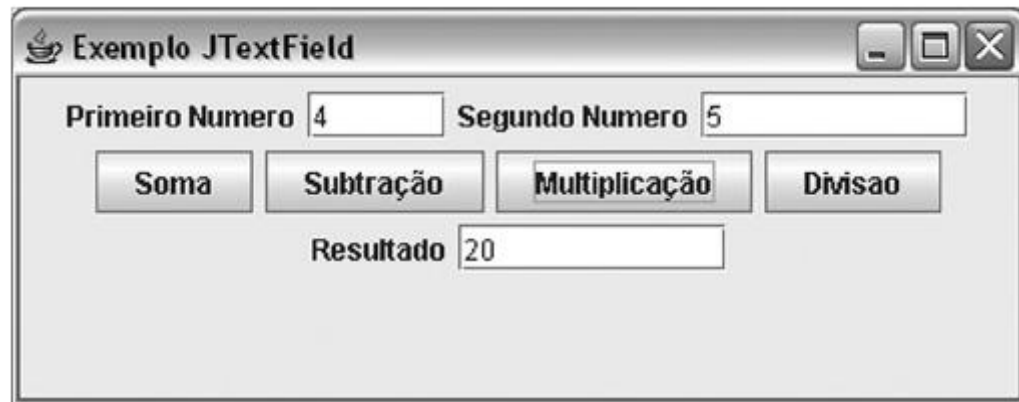 Exemplo JTextField
Primeiro Numero 4 Segundo Numero 5
Soma Subtração Multiplicação Divisao
Resultado 20